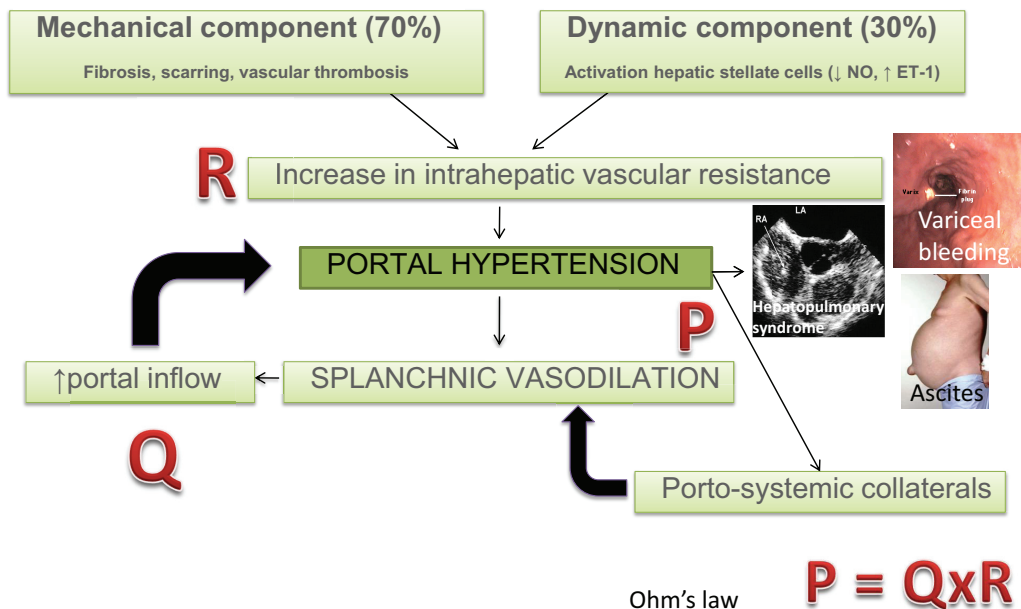 Mechanical component (70%)
Fibrosis, scarring, vascular thrombosis
Dynamic component (30%)
Activation hepatic stellate cells (↓ NO, ↑ ET-1)
R
Increase in intrahepatic vascular resistance
Varix
Fibrin
plug
Variceal
bleeding
LA
RA
PORTAL HYPERTENSION
Hepatopulmonary
syndrome
P
↑portal inflow
SPLANCHNIC VASODILATION
Ascites
Q
Porto-systemic collaterals
Ohm’s law
P = QxR